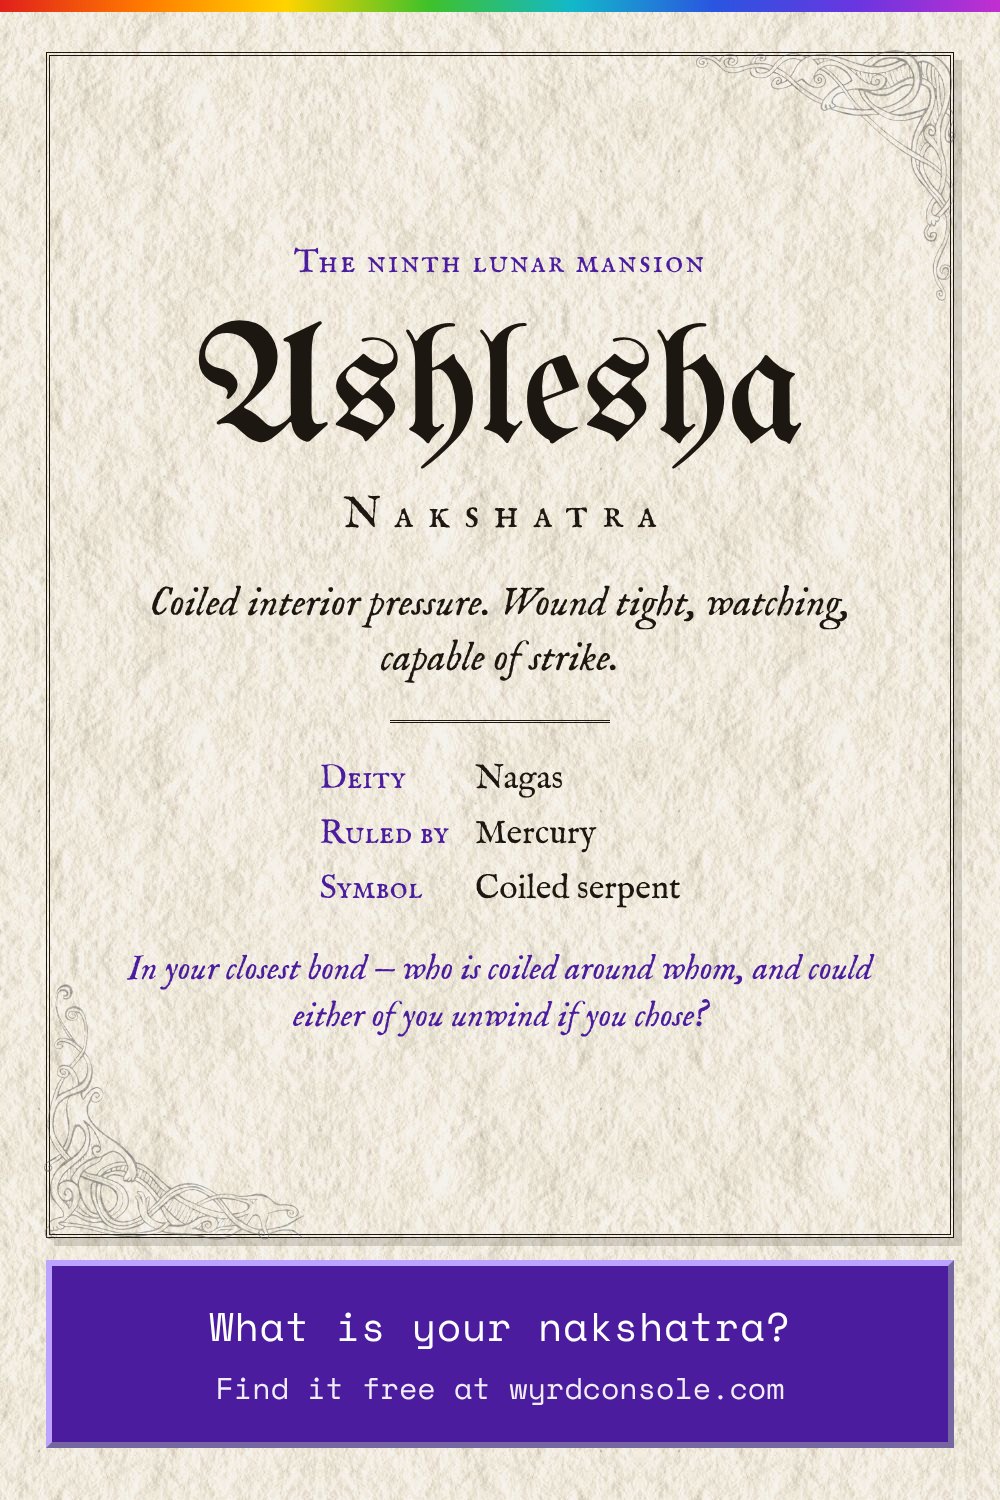 The ninth lunar mansion
Ashlesha
Nakshatra
Coiled interior pressure. Wound tight, watching,
capable of strike.
Deity Nagas
Ruled by Mercury
Symbol Coiled serpent
In your closest bond — who is coiled around whom, and could
either of you unwind if you chose?
What is your nakshatra?
Find it free at wyrdconsole.com